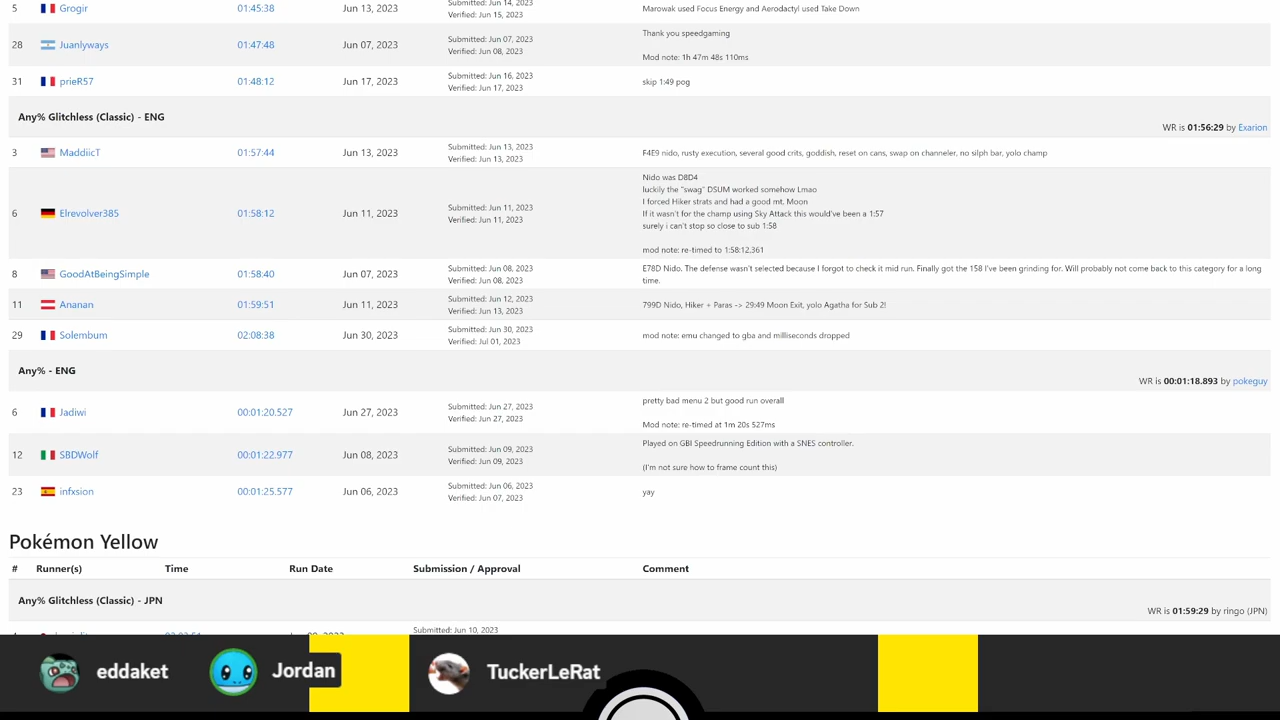 5 Grogir 01:45:38 Jun 13, 2023 Submitted: Jun 14, 2023 Marowak used Focus Energy and Aerodactyl used Take Down
Verified: Jun 15, 2023
28 Juanlyways 01:47:48 Jun 07, 2023 Submitted: Jun 07, 2023 Thank you speedgaming
Verified: Jun 08, 2023 Mod note: 1h 47m 48s 110ms
31 prieR57 01:48:12 Jun 17, 2023 Submitted: Jun 16, 2023 skip 1:49 pog
Verified: Jun 17, 2023
Any% Glitchless (Classic) - ENG
WR is 01:56:29 by Exarion
3 MaddiicT 01:57:44 Jun 13, 2023 Submitted: Jun 13, 2023 F4E9 nido, rusty execution, several good crits, goddish, reset on cans, swap on channeler, no silph bar, yolo champ
Verified: Jun 13, 2023
Nido was D8D4
luckily the "swag" DSUM worked somehow Lmao
I forced Hiker strats and had a good mt. Moon
6 Elrevolver385 01:58:12 Jun 11, 2023 Submitted: Jun 11, 2023 If it wasn't for the champ using Sky Attack this would've been a 1:57
Verified: Jun 11, 2023 surely i can't stop so close to sub 1:58
mod note: re-timed to 1:58:12,361
8 GoodAtBeingSimple 01:58:40 Jun 07, 2023 Submitted: Jun 08, 2023 E78D Nido. The defense wasn't selected because I forgot to check it mid run. Finally got the 158 I've been grinding for. Will probably not come back to this category for a long
Verified: Jun 08, 2023 time.
11 Ananan 01:59:51 Jun 11, 2023 Submitted: Jun 12, 2023 799D Nido, Hiker + Paras -> 29:49 Moon Exit, yolo Agatha for Sub 2!
Verified: Jun 13, 2023
29 Solembum 02:08:38 Jun 30, 2023 Submitted: Jun 30, 2023 mod note: emu changed to gba and milliseconds dropped
Verified: Jul 01, 2023
Any% - ENG
WR is 00:01:18.893 by pokeguy
6 Jadiwi 00:01:20.527 Jun 27, 2023 Submitted: Jun 27, 2023 pretty bad menu 2 but good run overall
Verified: Jun 27, 2023 Mod note: re-timed at 1m 20s 527ms
12 SBDWolf 00:01:22.977 Jun 08, 2023 Submitted: Jun 09, 2023 Played on GBI Speedrunning Edition with a SNES controller.
Verified: Jun 09, 2023 (I'm not sure how to frame count this)
23 infxsion 00:01:25.577 Jun 06, 2023 Submitted: Jun 06, 2023 yay
Verified: Jun 07, 2023
Pokémon Yellow
# Runner(s) Time Run Date Submission / Approval Comment
Any% Glitchless (Classic) - JPN
WR is 01:59:29 by ringo (JPN)
Submitted: Jun 10, 2023
eddaket Jordan TuckerLeRat